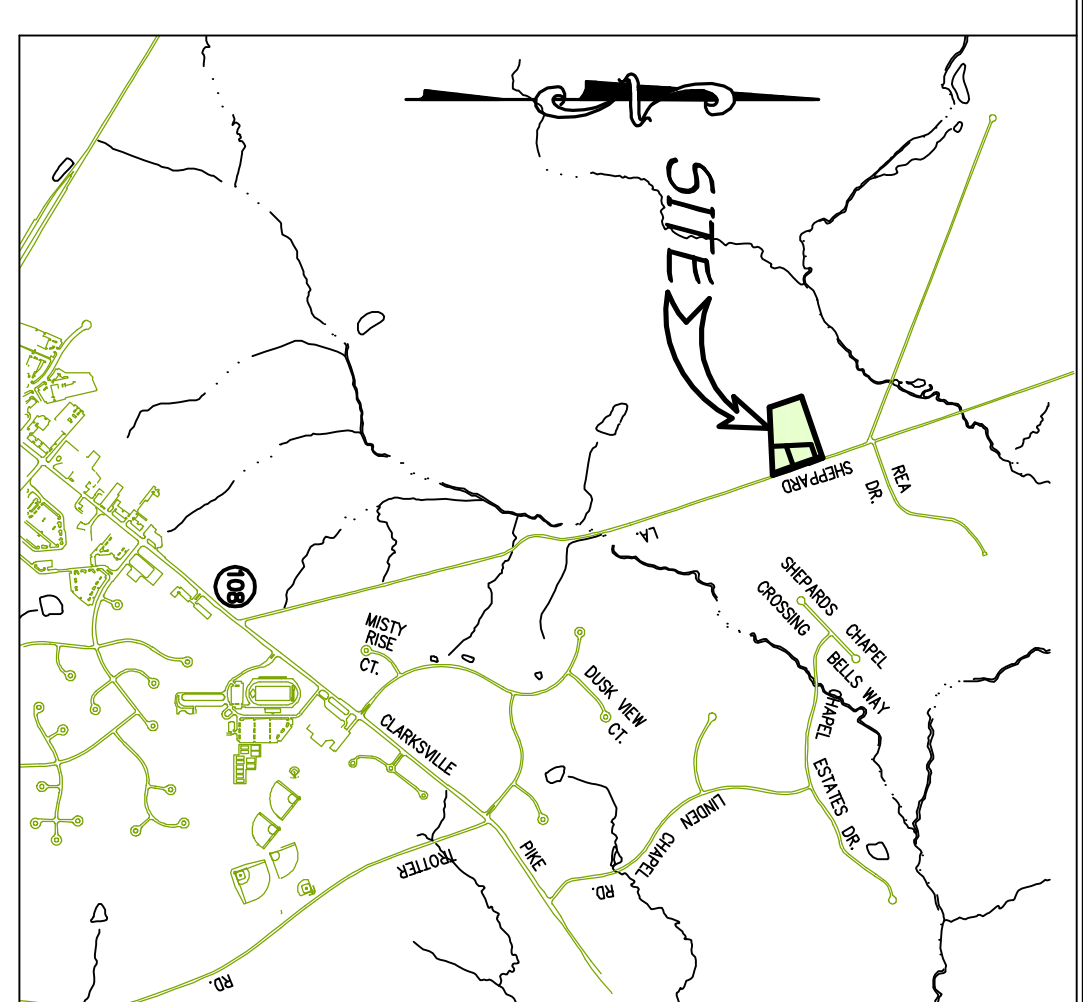 SITE
SHEPPARD
LA.
REA
DR.
SHEPARDS
CROSSING
CHAPEL
BELLS WAY
CHAPEL
ESTATES DR.
108
MISTY
RISE
CT.
DUSK VIEW
CT.
CLARKSVILLE
PIKE
LINDEN
CHAPEL
RD.
TROTTER
RD.